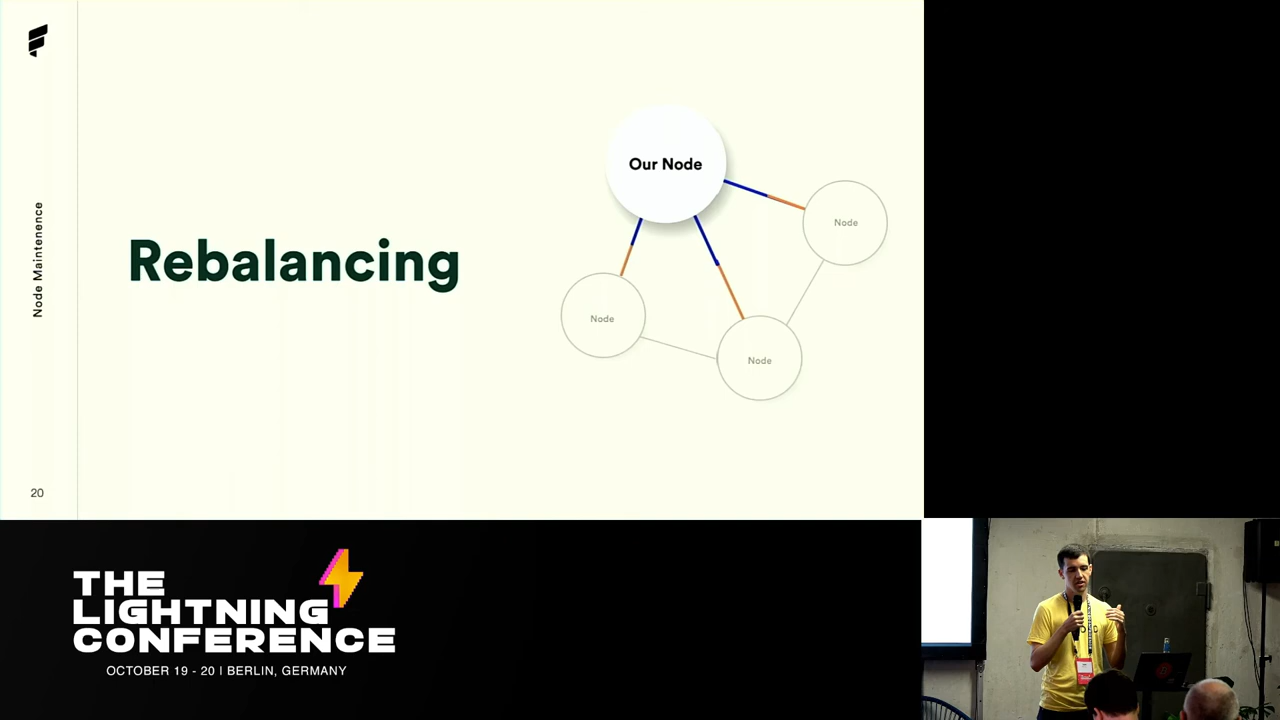 Node Maintenence
Rebalancing
Our Node
Node
Node
Node
20
THE
LIGHTNING
CONFERENCE
OCTOBER 19 - 20 | BERLIN, GERMANY